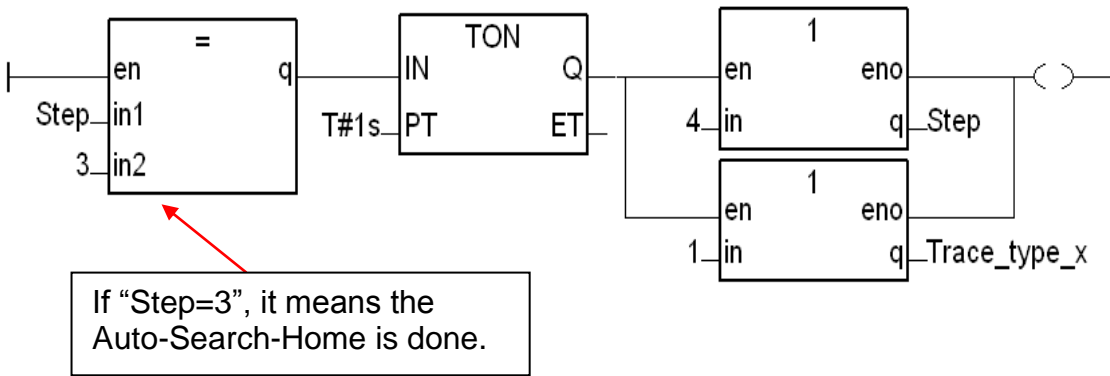 =
en q
Step in1
3 in2
TON
IN Q
T#1s PT ET
1
en eno
4 in q Step
1
en eno
1 in q Trace_type_x
If “Step=3”, it means the
Auto-Search-Home is done.